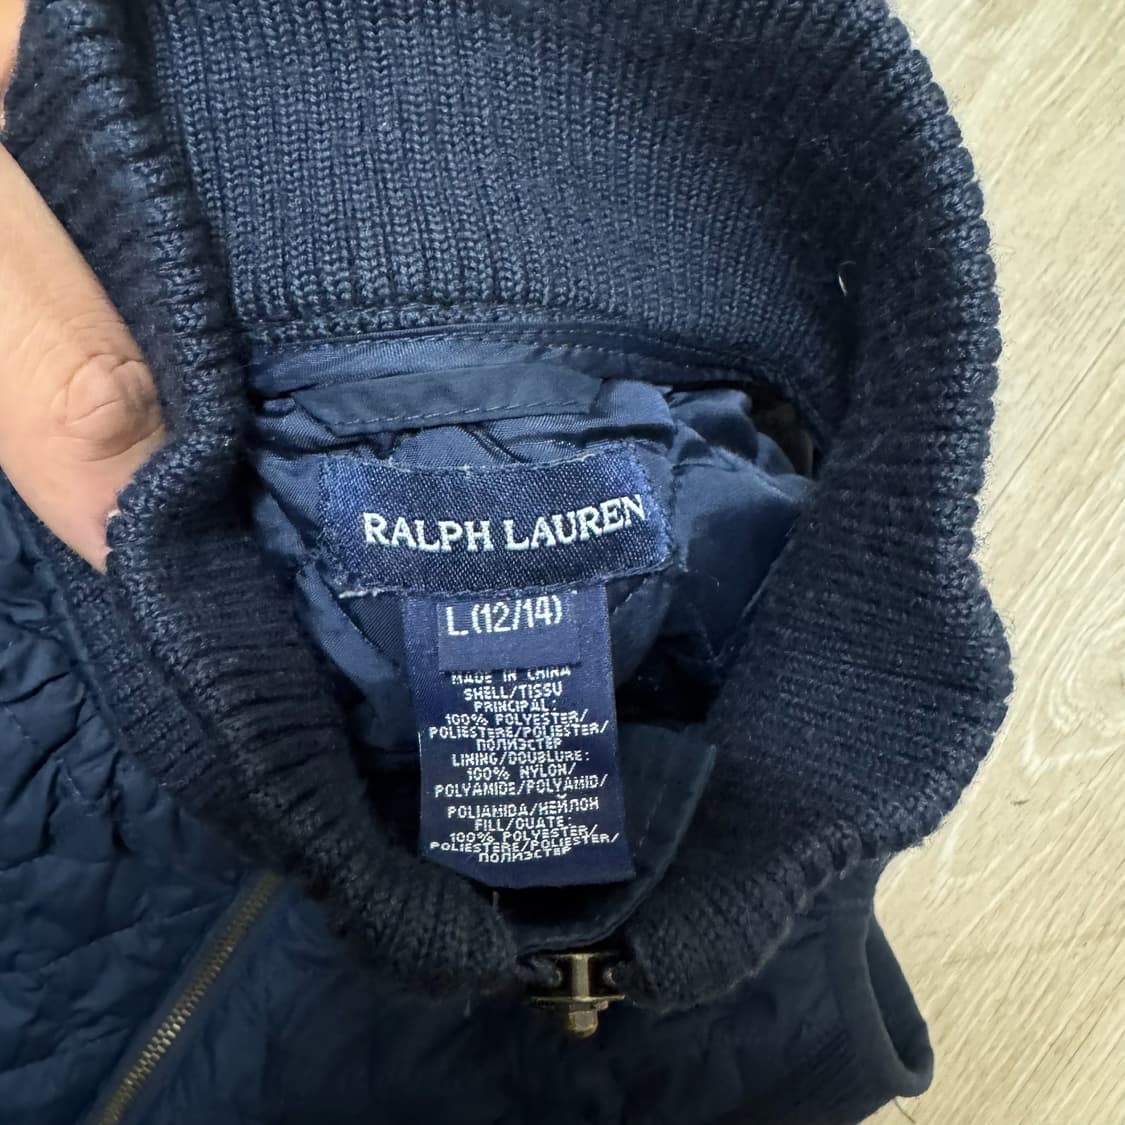 RALPH LAUREN
L (12/14)
MADE IN CHINA
SHELL/TISSU
PRINCIPAL:
100% POLYESTER/
POLIESTERE/POLIESTER/
ПОЛИЭСТЕР
LINING/DOUBLURE:
100% NYLON/
POLYAMIDE/POLYAMID/
POLIAMIDA/НЕЙЛОН
FILL/OUATE:
100% POLYESTER/
POLIESTERE/POLIESTER/
ПОЛИЭСТЕР